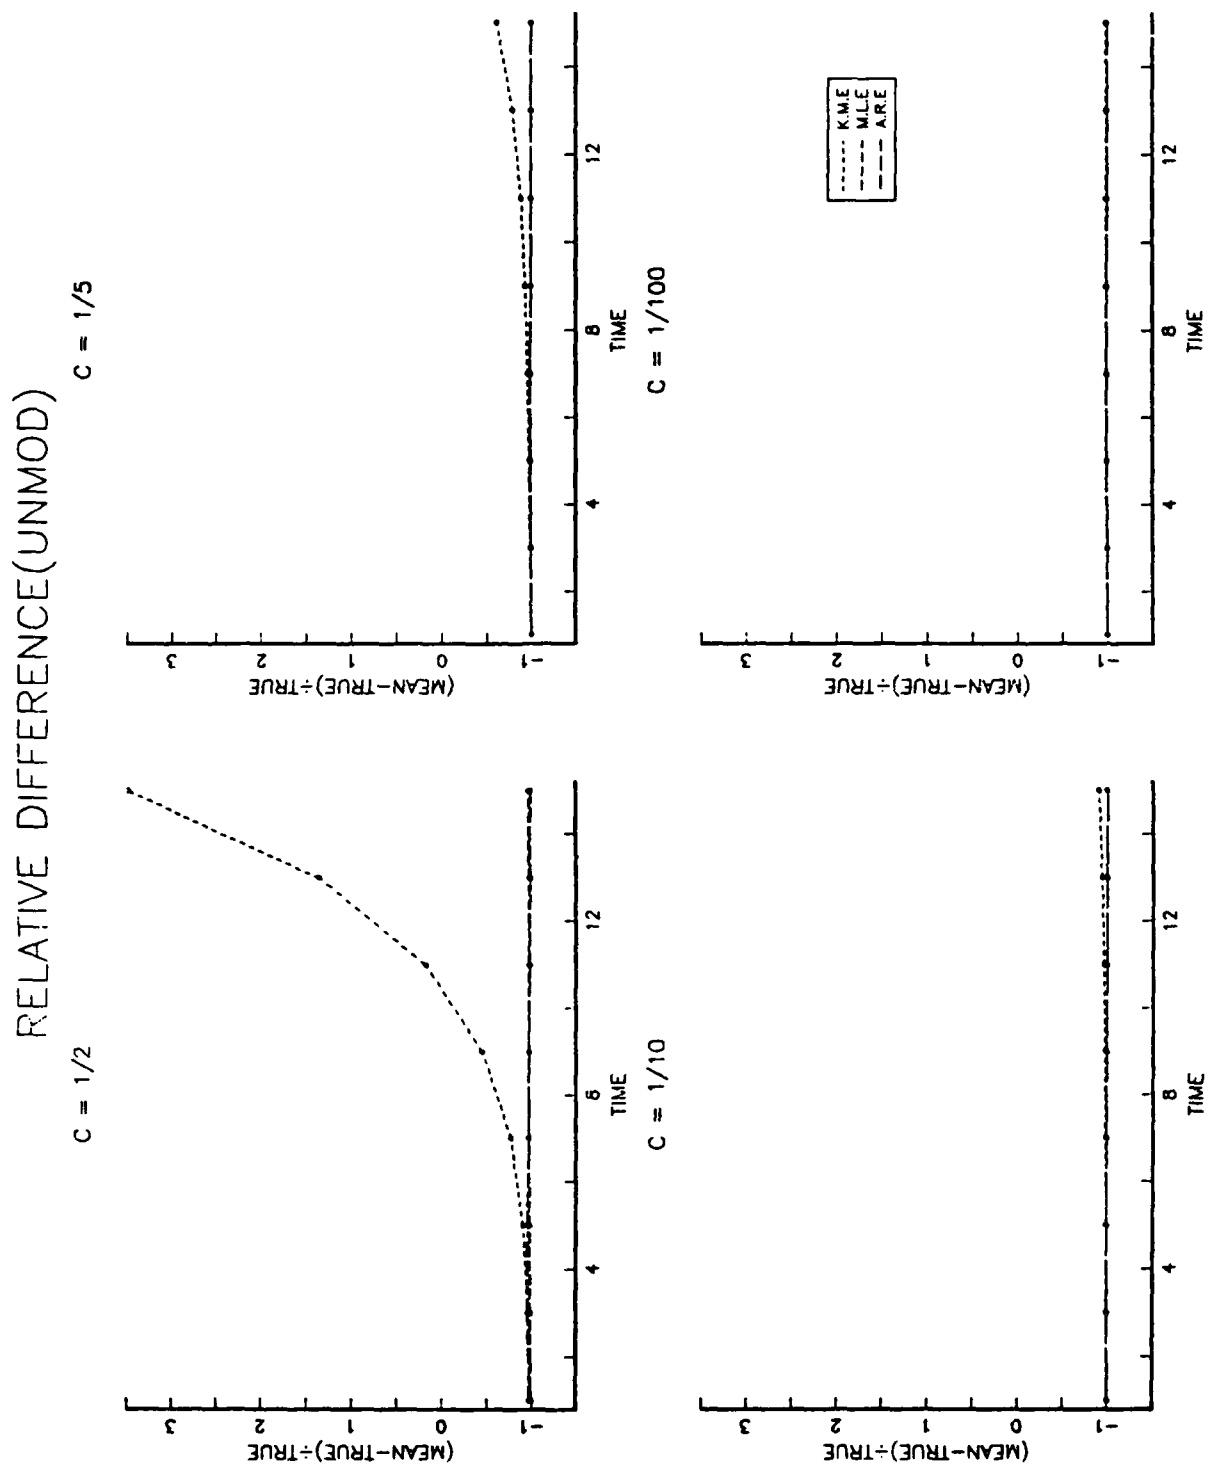 RELATIVE DIFFERENCE(UNMOD)
C = 1/2
(MEAN-TRUE)÷TRUE
3
2
1
0
-1
4
8
12
TIME
C = 1/5
(MEAN-TRUE)÷TRUE
3
2
1
0
-1
4
8
12
TIME
C = 1/10
(MEAN-TRUE)÷TRUE
3
2
1
0
-1
4
8
12
TIME
C = 1/100
(MEAN-TRUE)÷TRUE
3
2
1
0
-1
4
8
12
TIME
K.M.E
M.L.E
A.R.E